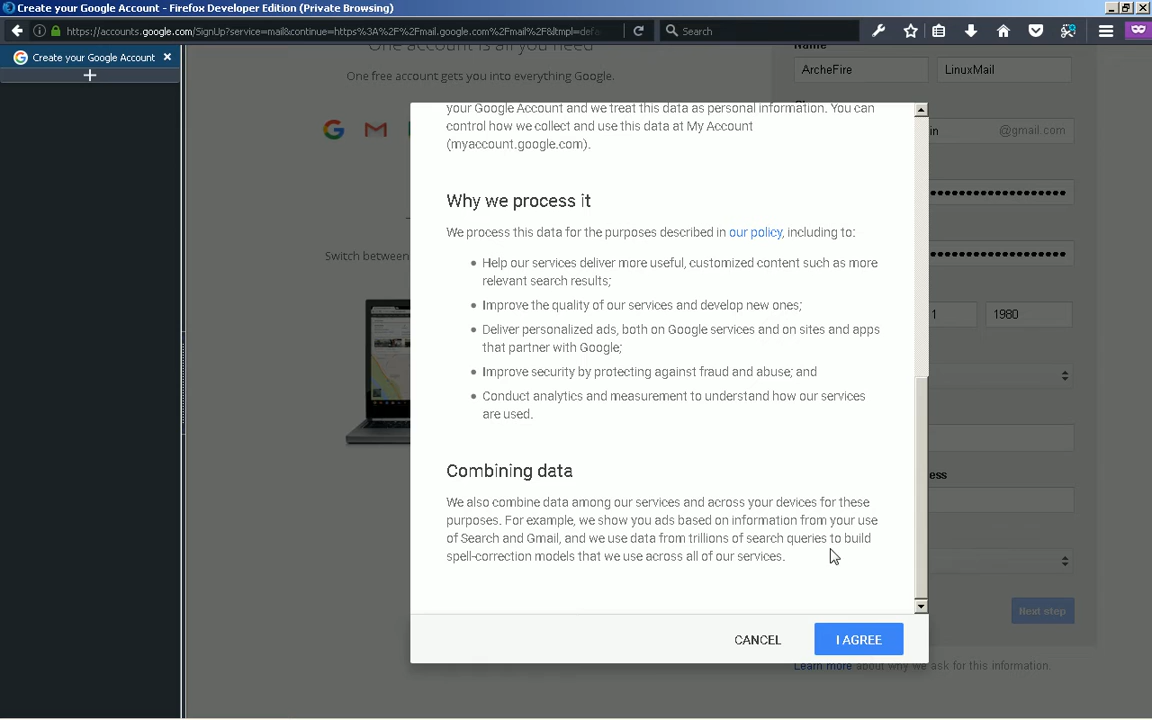 Create your Google Account - Firefox Developer Edition (Private Browsing)
https://accounts.google.com/SignUp?service=mail&continue=https%3A%2F%2Fmail.google.com%2Fmail%2F&ltmpl=defa
Search
Create your Google Account
One account is all you need
One free account gets you into everything Google.
Switch between
Name
ArcheFire
LinuxMail
in
@gmail.com
1
1980
ess
Next step
Learn more about why we ask for this information.
your Google Account and we treat this data as personal information. You can
control how we collect and use this data at My Account
(myaccount.google.com).
Why we process it
We process this data for the purposes described in our policy, including to:
Help our services deliver more useful, customized content such as more
relevant search results;
Improve the quality of our services and develop new ones;
Deliver personalized ads, both on Google services and on sites and apps
that partner with Google;
Improve security by protecting against fraud and abuse; and
Conduct analytics and measurement to understand how our services
are used.
Combining data
We also combine data among our services and across your devices for these
purposes. For example, we show you ads based on information from your use
of Search and Gmail, and we use data from trillions of search queries to build
spell-correction models that we use across all of our services.
CANCEL
I AGREE